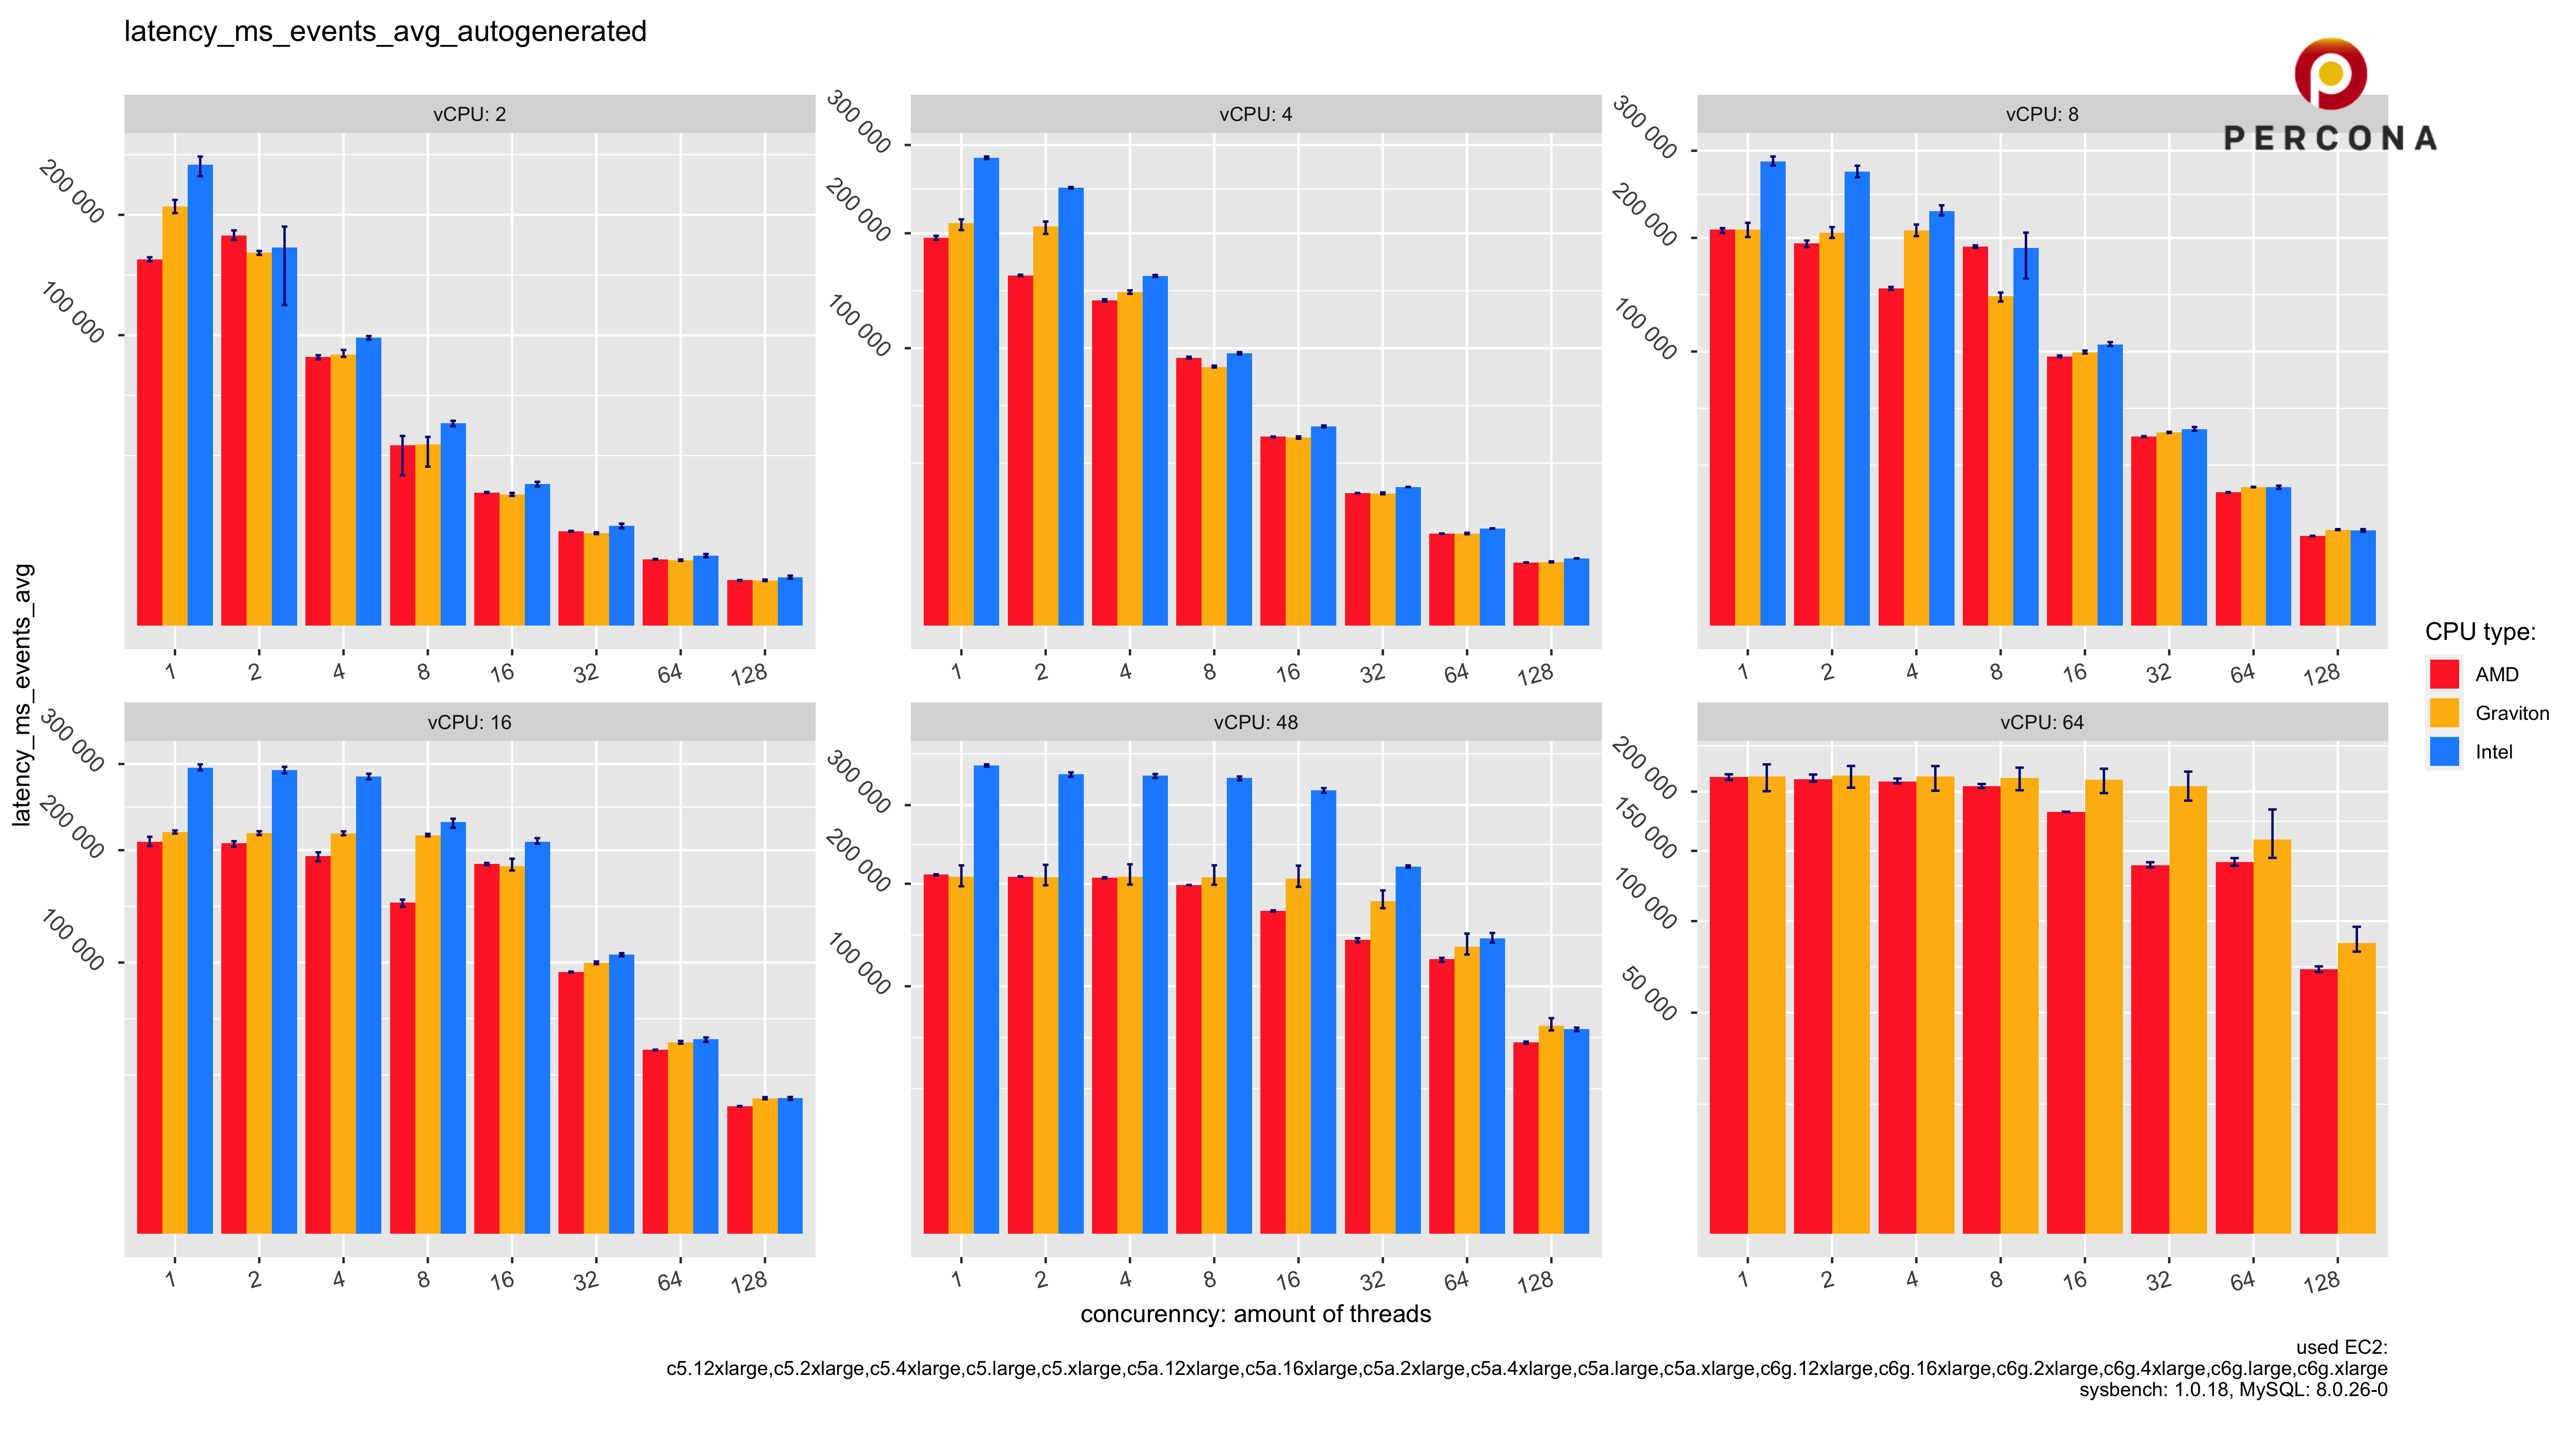 latency_ms_events_avg_autogenerated
PERCONA
vCPU: 2
vCPU: 4
vCPU: 8
200 000
100 000
300 000
200 000
100 000
300 000
200 000
100 000
1 2 4 8 16 32 64 128
1 2 4 8 16 32 64 128
1 2 4 8 16 32 64 128
latency_ms_events_avg
CPU type:
AMD
Graviton
Intel
vCPU: 16
vCPU: 48
vCPU: 64
300 000
200 000
100 000
300 000
200 000
100 000
200 000
150 000
100 000
50 000
1 2 4 8 16 32 64 128
1 2 4 8 16 32 64 128
1 2 4 8 16 32 64 128
concurenncy: amount of threads
used EC2:
c5.12xlarge,c5.2xlarge,c5.4xlarge,c5.large,c5.xlarge,c5a.12xlarge,c5a.16xlarge,c5a.2xlarge,c5a.4xlarge,c5a.large,c5a.xlarge,c6g.12xlarge,c6g.16xlarge,c6g.2xlarge,c6g.4xlarge,c6g.large,c6g.xlarge
sysbench: 1.0.18, MySQL: 8.0.26-0